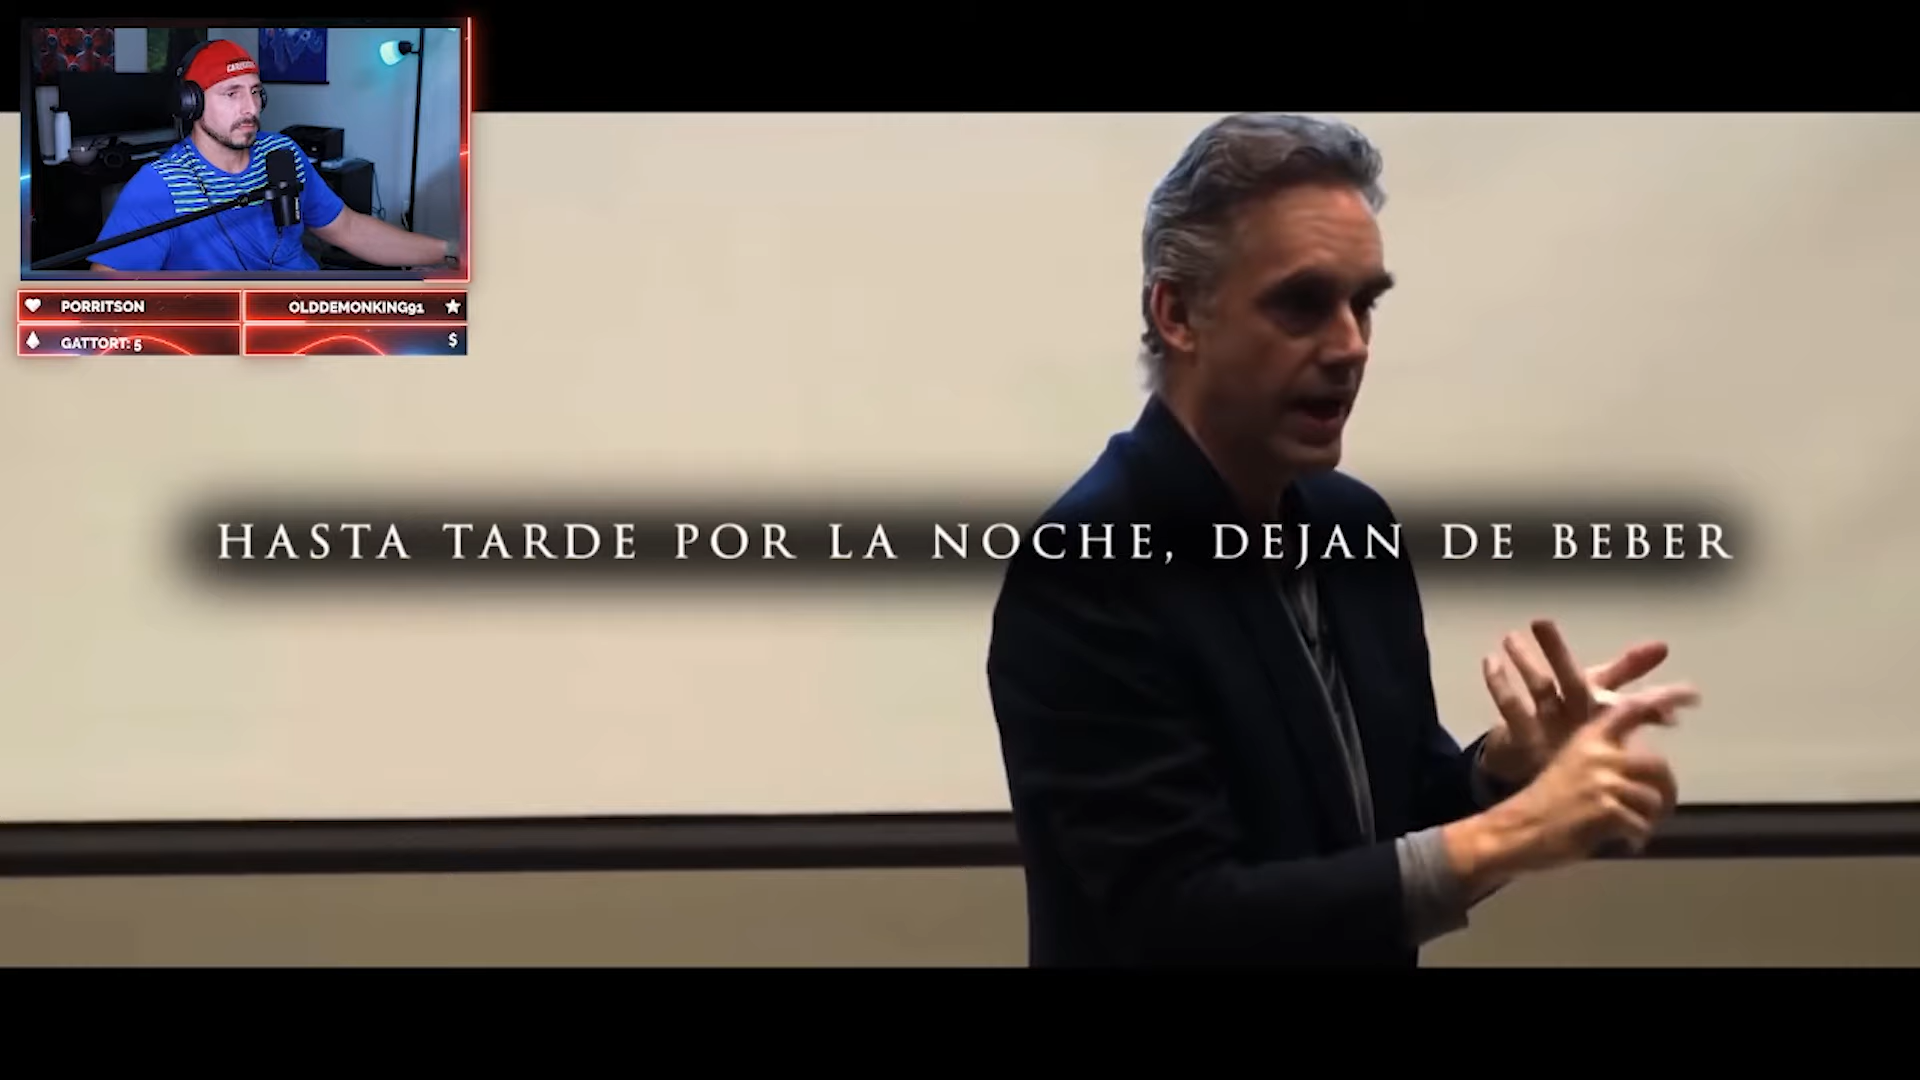 PORRITSON
OLDDEMONKING91
GATTORT: 5
$
HASTA TARDE POR LA NOCHE, DEJAN DE BEBER